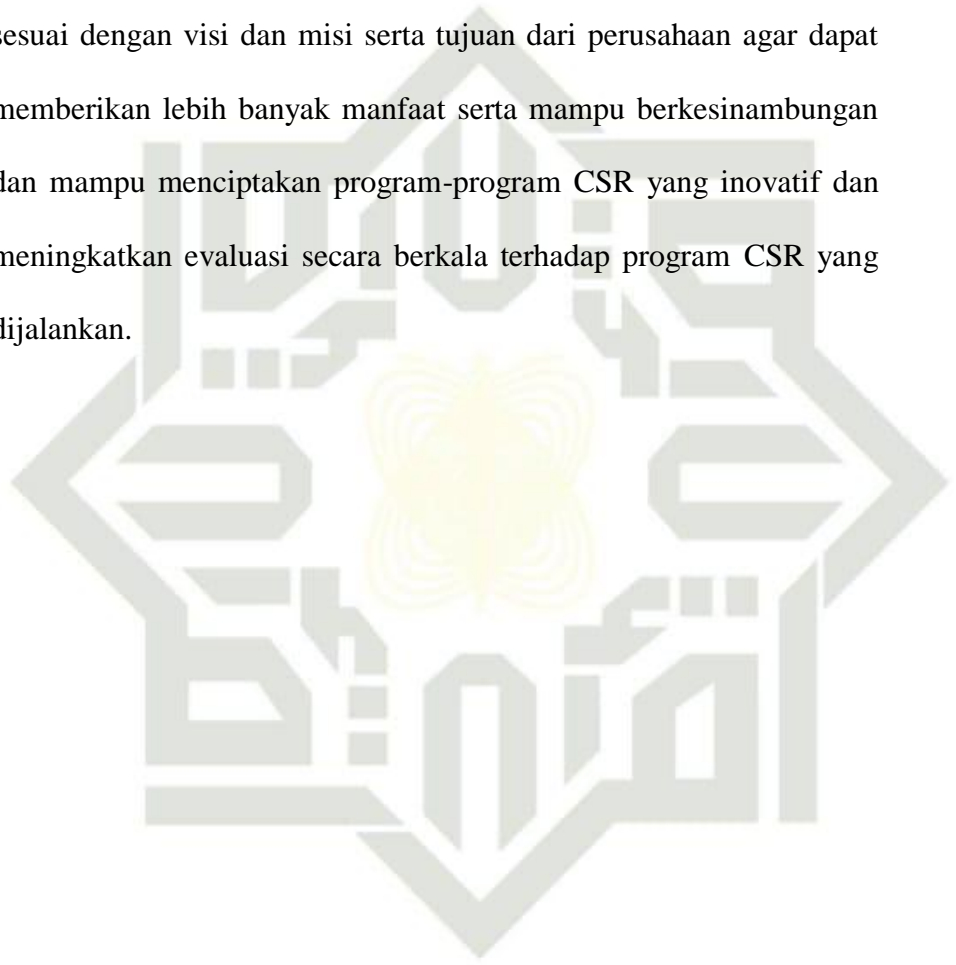 sesuai dengan visi dan misi serta tujuan dari perusahaan agar dapat
memberikan lebih banyak manfaat serta mampu berkesinambungan
dan mampu menciptakan program-program CSR yang inovatif dan
meningkatkan evaluasi secara berkala terhadap program CSR yang
dijalankan.